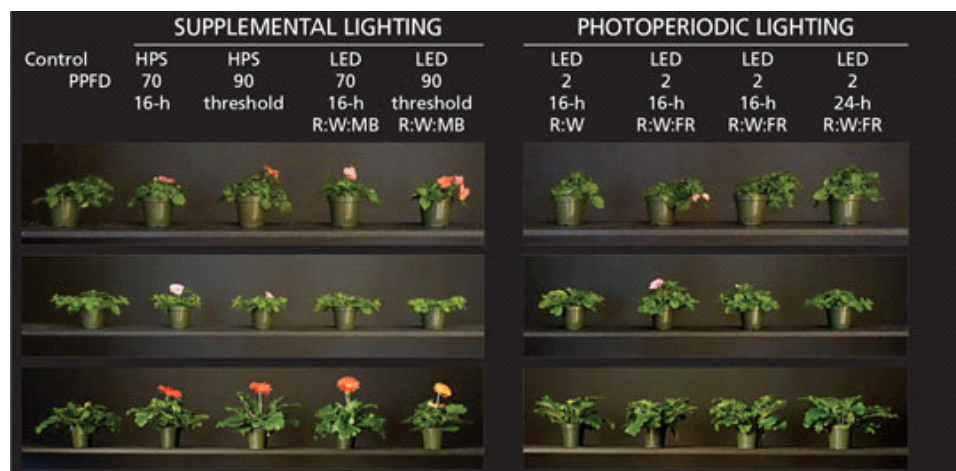 SUPPLEMENTAL LIGHTING
Control HPS HPS LED LED
PPFD 70 90 70 90
16-h threshold 16-h threshold
R:W:MB R:W:MB
PHOTOPERIODIC LIGHTING
LED LED LED LED
2 2 2 2
16-h 16-h 16-h 24-h
R:W R:W:FR R:W:FR R:W:FR